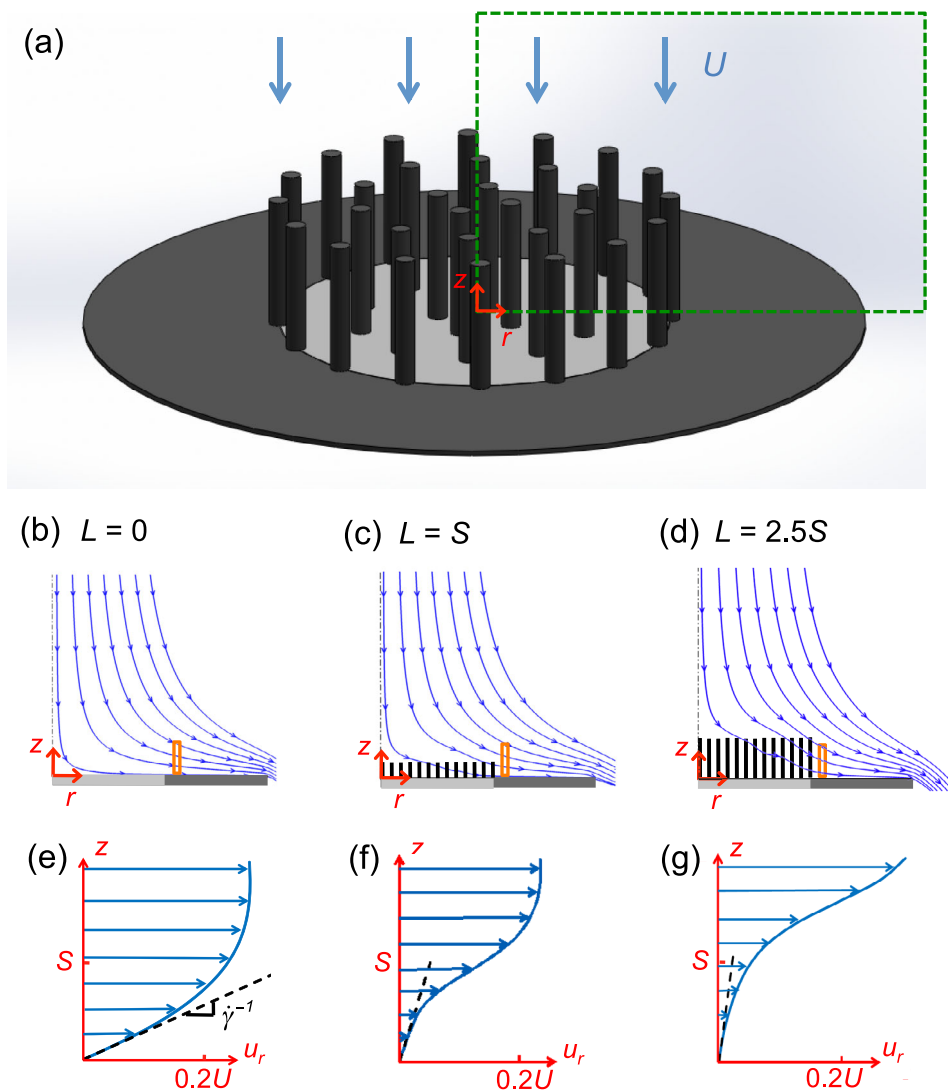 (a)
U
z
r
(b) L = 0
(c) L = S
(d) L = 2.5S
z
r
z
r
z
r
(e) z
S
γ̇⁻¹
0.2U
u_r
(f) z
S
0.2U
u_r
(g) z
S
0.2U
u_r